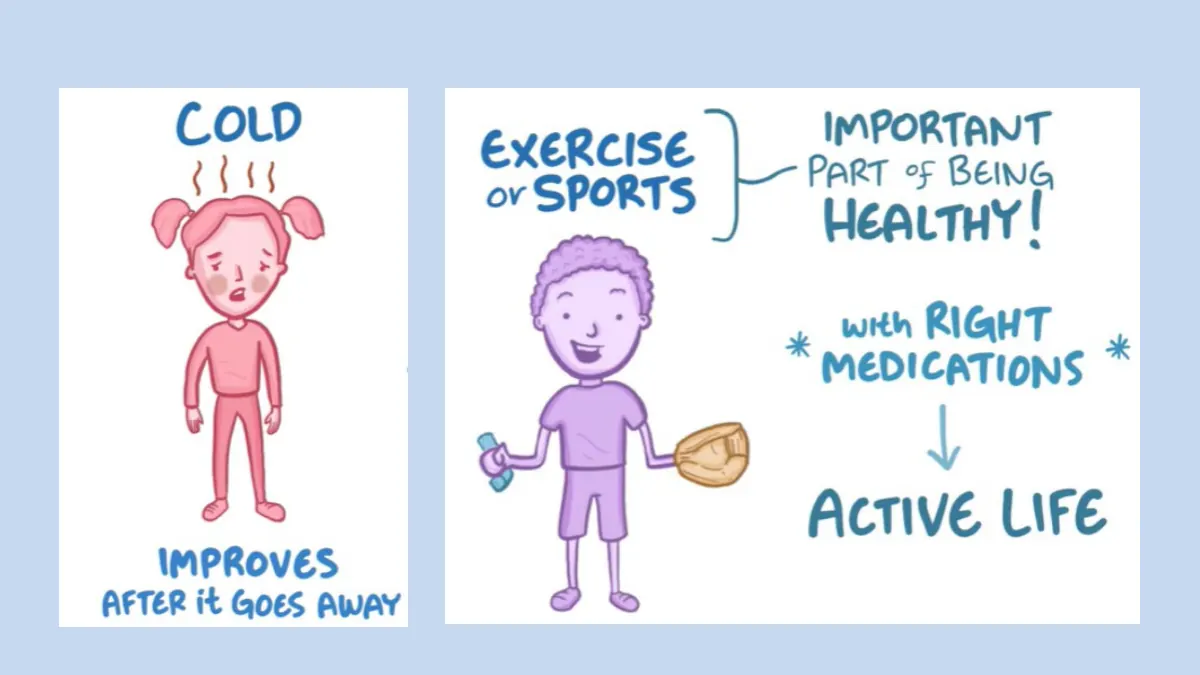 COLD
IMPROVES
AFTER it GOES AWAY
EXERCISE
or SPORTS
IMPORTANT
PART of BEING
HEALTHY!
* with RIGHT *
MEDICATIONS
ACTIVE LIFE